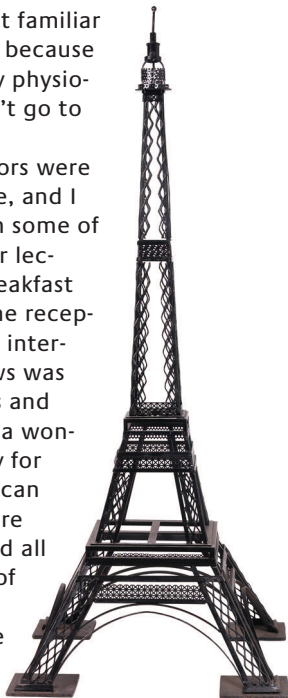 t familiar
because
y physio-
't go to
ors were
e, and I
n some of
r lec-
eakfast
ne recep-
inter-
ws was
s and
a won-
y for
can
re
d all
of
e